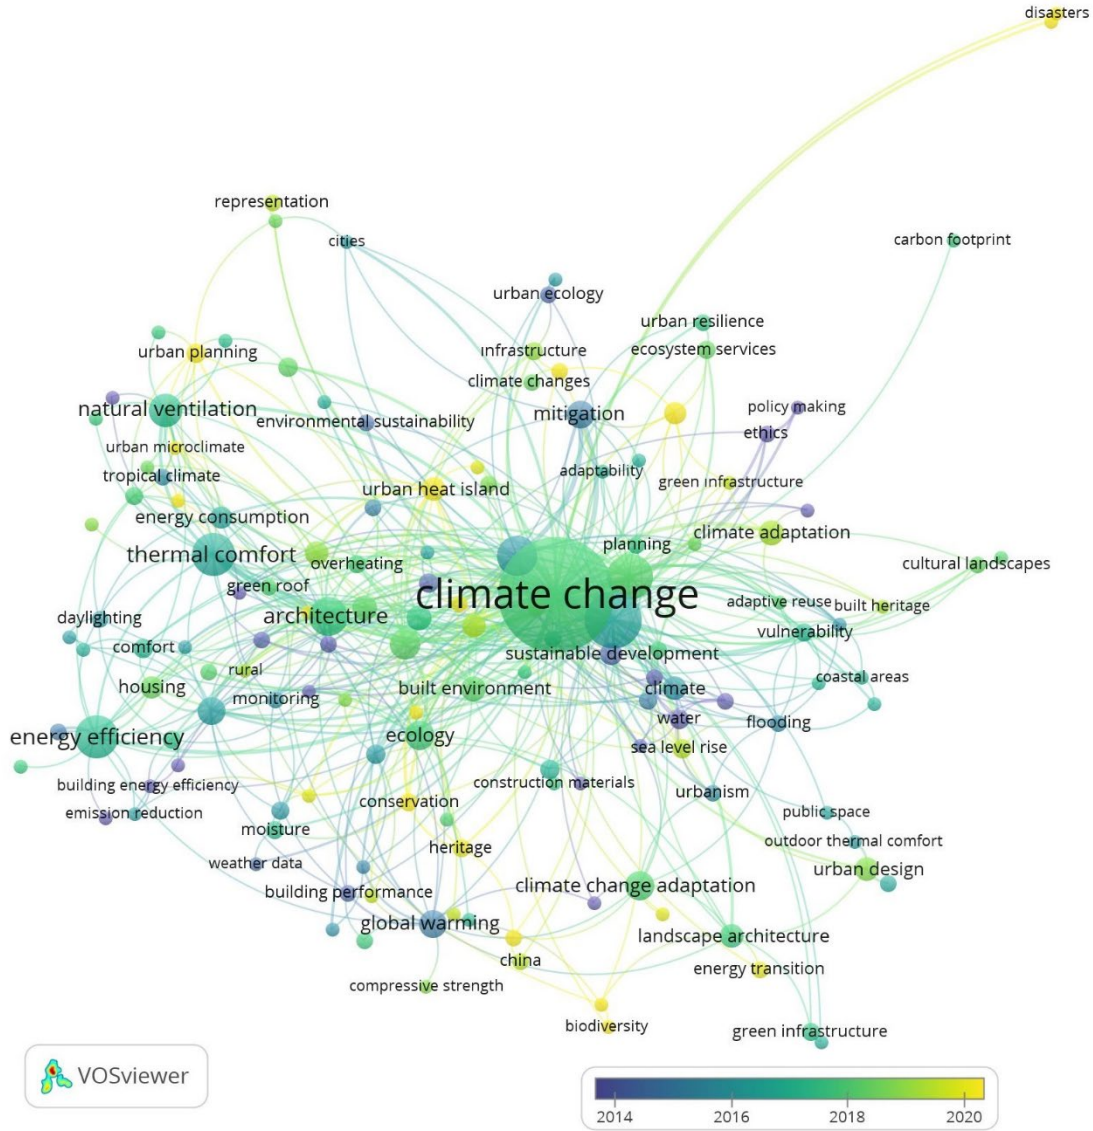 disasters
representation
cities
carbon footprint
urban ecology
urban resilience
infrastructure
ecosystem services
urban planning
climate changes
natural ventilation
environmental sustainability
mitigation
policy making
ethics
urban microclimate
tropical climate
adaptability
green infrastructure
urban heat island
energy consumption
climate adaptation
planning
thermal comfort
overheating
cultural landscapes
green roof
climate change
adaptive reuse
built heritage
daylighting
architecture
vulnerability
comfort
sustainable development
rural
coastal areas
housing
monitoring
built environment
climate
water
flooding
energy efficiency
ecology
sea level rise
building energy efficiency
construction materials
urbanism
emission reduction
conservation
public space
moisture
heritage
outdoor thermal comfort
weather data
urban design
building performance
climate change adaptation
global warming
landscape architecture
china
energy transition
compressive strength
biodiversity
green infrastructure
VOSviewer
2014 2016 2018 2020